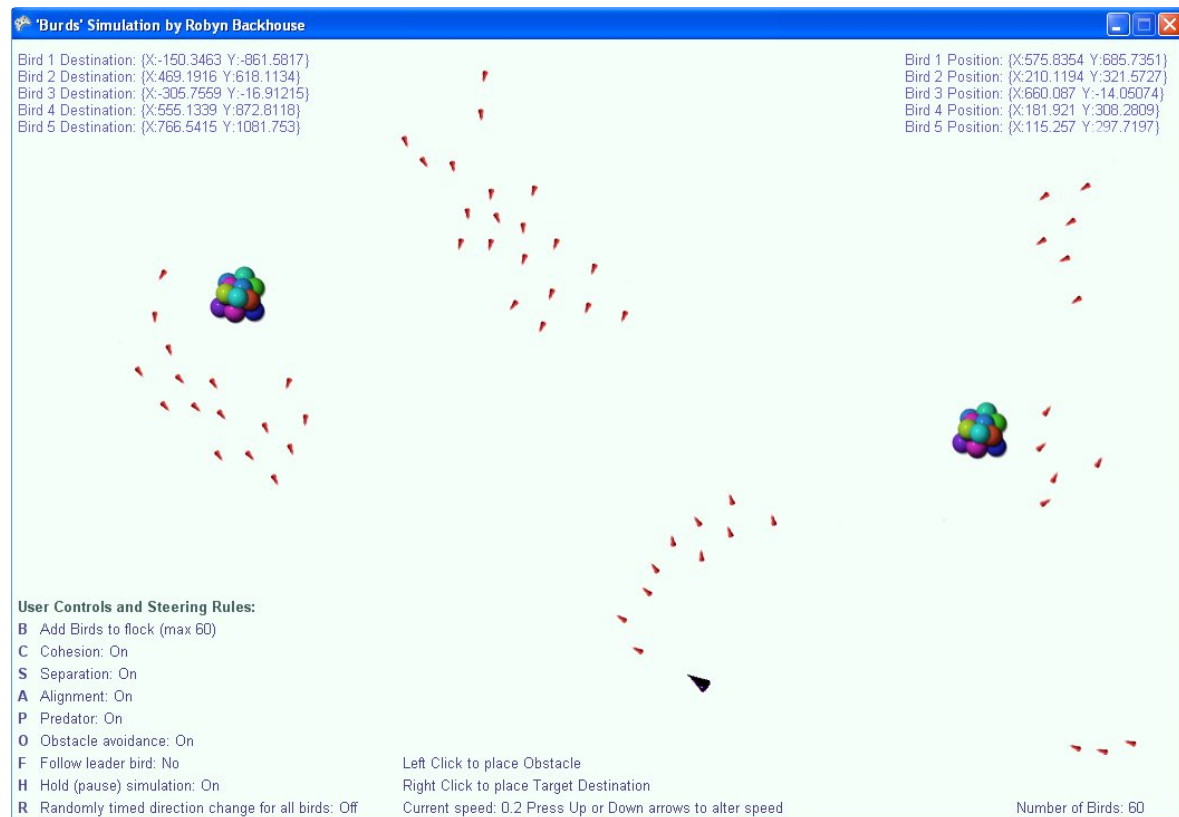 'Burds' Simulation by Robyn Backhouse
Bird 1 Destination: {X:-150.3463 Y:-861.5817}
Bird 2 Destination: {X:469.1916 Y:618.1134}
Bird 3 Destination: {X:-305.7559 Y:-16.91215}
Bird 4 Destination: {X:555.1339 Y:872.8118}
Bird 5 Destination: {X:766.5415 Y:1081.753}
Bird 1 Position: {X:575.8354 Y:685.7351}
Bird 2 Position: {X:210.1194 Y:321.5727}
Bird 3 Position: {X:660.087 Y:-14.05074}
Bird 4 Position: {X:181.921 Y:308.2809}
Bird 5 Position: {X:115.257 Y:297.7197}
User Controls and Steering Rules:
B Add Birds to flock (max 60)
C Cohesion: On
S Separation: On
A Alignment: On
P Predator: On
O Obstacle avoidance: On
F Follow leader bird: No
H Hold (pause) simulation: On
R Randomly timed direction change for all birds: Off
Left Click to place Obstacle
Right Click to place Target Destination
Current speed: 0.2 Press Up or Down arrows to alter speed
Number of Birds: 60